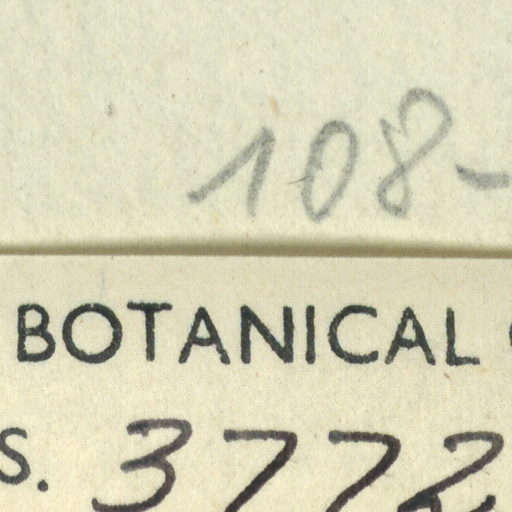 108-
BOTANICAL
s. 3772